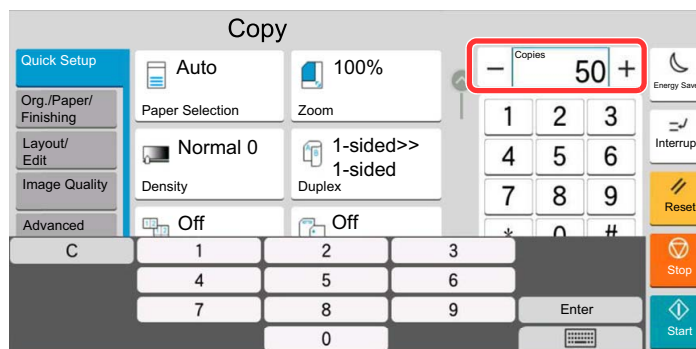 Copy
Quick Setup
Org./Paper/
Finishing
Layout/
Edit
Image Quality
Advanced
Auto
Paper Selection
100%
Zoom
Normal 0
Density
1-sided>>
1-sided
Duplex
Off
Off
Copies
− 50 +
1 2 3
4 5 6
7 8 9
* 0 #
Energy Save
Interrup
Reset
Stop
Start
C 1 2 3
4 5 6
7 8 9
0
Enter